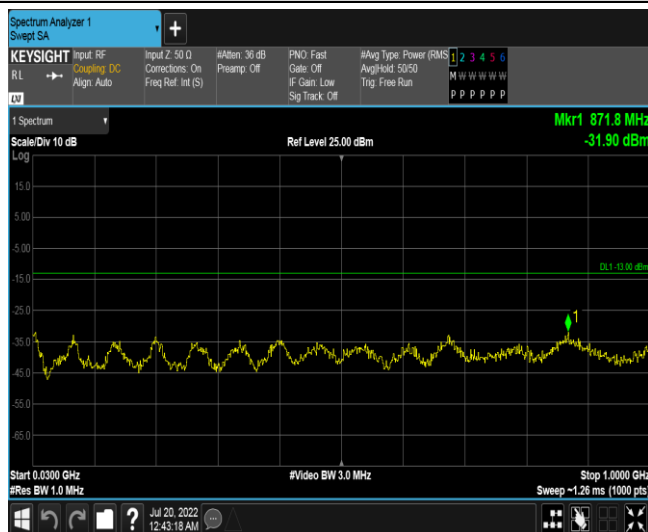 Spectrum Analyzer 1
Swept SA
+
KEYSIGHT
RL
LXI
Input: RF
Coupling: DC
Align: Auto
Input Z: 50 Ω
Corrections: On
Freq Ref: Int (S)
#Atten: 36 dB
Preamp: Off
PNO: Fast
Gate: Off
IF Gain: Low
Sig Track: Off
#Avg Type: Power (RMS
Avg|Hold: 50/50
Trig: Free Run
1 2 3 4 5 6
M W W W W W
P P P P P P
1 Spectrum
Mkr1 871.8 MHz
-31.90 dBm
Scale/Div 10 dB
Ref Level 25.00 dBm
Log
15.0
5.00
-5.00
DL1 -13.00 dBm
-15.0
-25.0
1
-35.0
-45.0
-55.0
-65.0
Start 0.0300 GHz
#Video BW 3.0 MHz
Stop 1.0000 GHz
#Res BW 1.0 MHz
Sweep ~1.26 ms (1000 pts)
?
Jul 20, 2022
12:43:18 AM